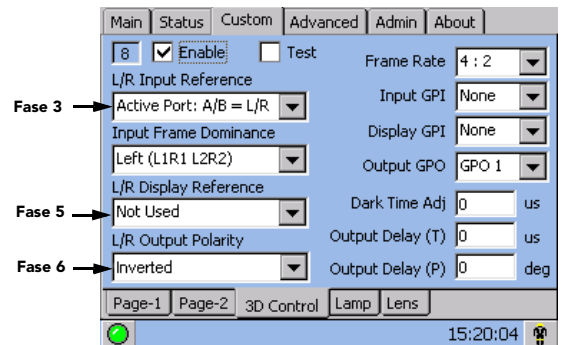 Main Status Custom Advanced Admin About
8 Enable Test
Frame Rate 4 : 2
L/R Input Reference
Fase 3
Active Port: A/B = L/R
Input GPI None
Input Frame Dominance
Display GPI None
Left (L1R1 L2R2)
Output GPO GPO 1
L/R Display Reference
Fase 5
Not Used
Dark Time Adj 0 us
L/R Output Polarity
Output Delay (T) 0 us
Fase 6
Inverted
Output Delay (P) 0 deg
Page-1 Page-2 3D Control Lamp Lens
15:20:04